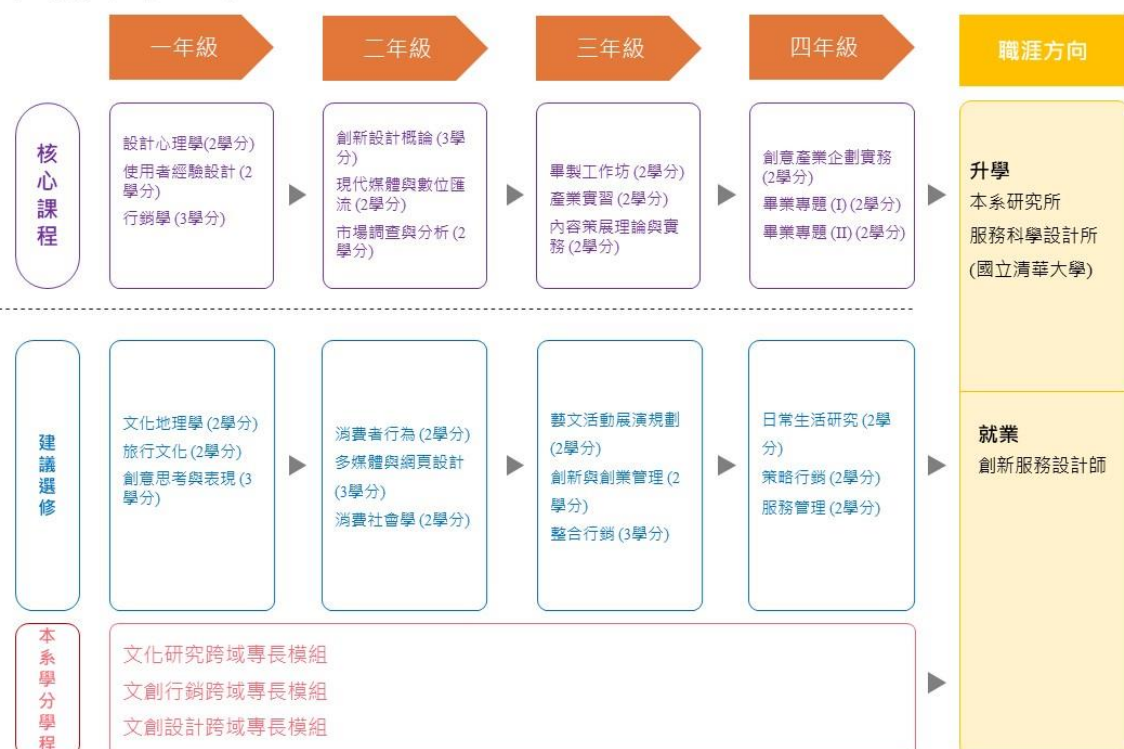 一年級
二年級
三年級
四年級
職涯方向
核
心
課
程
設計心理學(2學分)
使用者經驗設計 (2
學分)
行銷學 (3學分)
創新設計概論 (3學
分)
現代媒體與數位匯
流 (2學分)
市場調查與分析 (2
學分)
畢製工作坊 (2學分)
產業實習 (2學分)
內容策展理論與實
務 (2學分)
創意產業企劃實務
(2學分)
畢業專題 (I) (2學分)
畢業專題 (II) (2學分)
升學
本系研究所
服務科學設計所
(國立清華大學)
建
議
選
修
文化地理學 (2學分)
旅行文化 (2學分)
創意思考與表現 (3
學分)
消費者行為 (2學分)
多媒體與網頁設計
(3學分)
消費社會學 (2學分)
藝文活動展演規劃
(2學分)
創新與創業管理 (2
學分)
整合行銷 (3學分)
日常生活研究 (2學
分)
策略行銷 (2學分)
服務管理 (2學分)
就業
創新服務設計師
本
系
學
分
學
程
文化研究跨域專長模組
文創行銷跨域專長模組
文創設計跨域專長模組